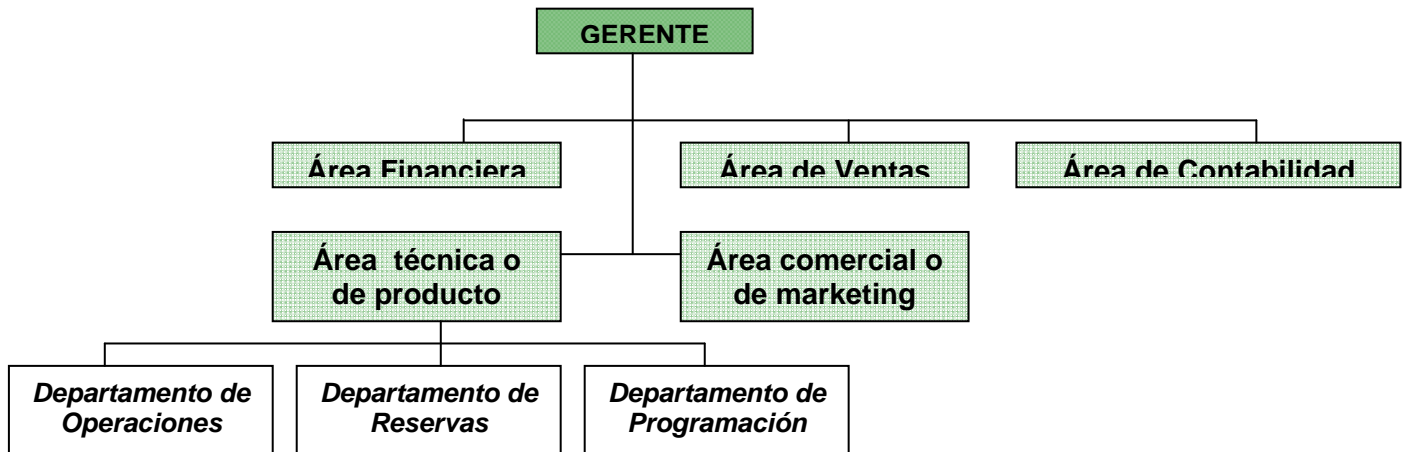 GERENTE
Área Financiera
Área de Ventas
Área de Contabilidad
Área técnica o
de producto
Área comercial o
de marketing
Departamento de
Operaciones
Departamento de
Reservas
Departamento de
Programación